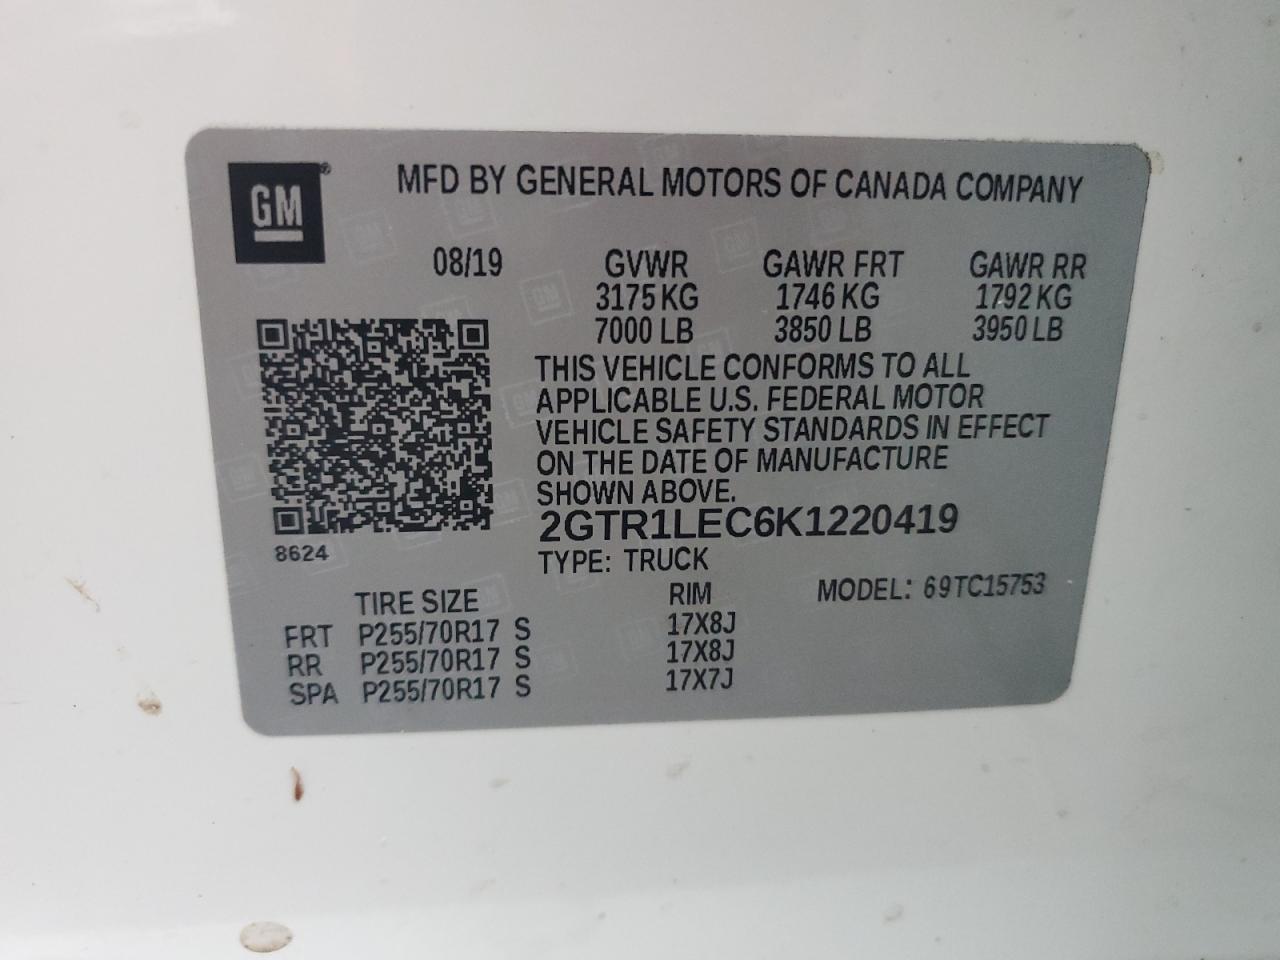 GM®
MFD BY GENERAL MOTORS OF CANADA COMPANY
08/19 GVWR GAWR FRT GAWR RR
3175 KG 1746 KG 1792 KG
7000 LB 3850 LB 3950 LB
THIS VEHICLE CONFORMS TO ALL
APPLICABLE U.S. FEDERAL MOTOR
VEHICLE SAFETY STANDARDS IN EFFECT
ON THE DATE OF MANUFACTURE
SHOWN ABOVE.
2GTR1LEC6K1220419
8624
TYPE: TRUCK
TIRE SIZE RIM MODEL: 69TC15753
FRT P255/70R17 S 17X8J
RR P255/70R17 S 17X8J
SPA P255/70R17 S 17X7J